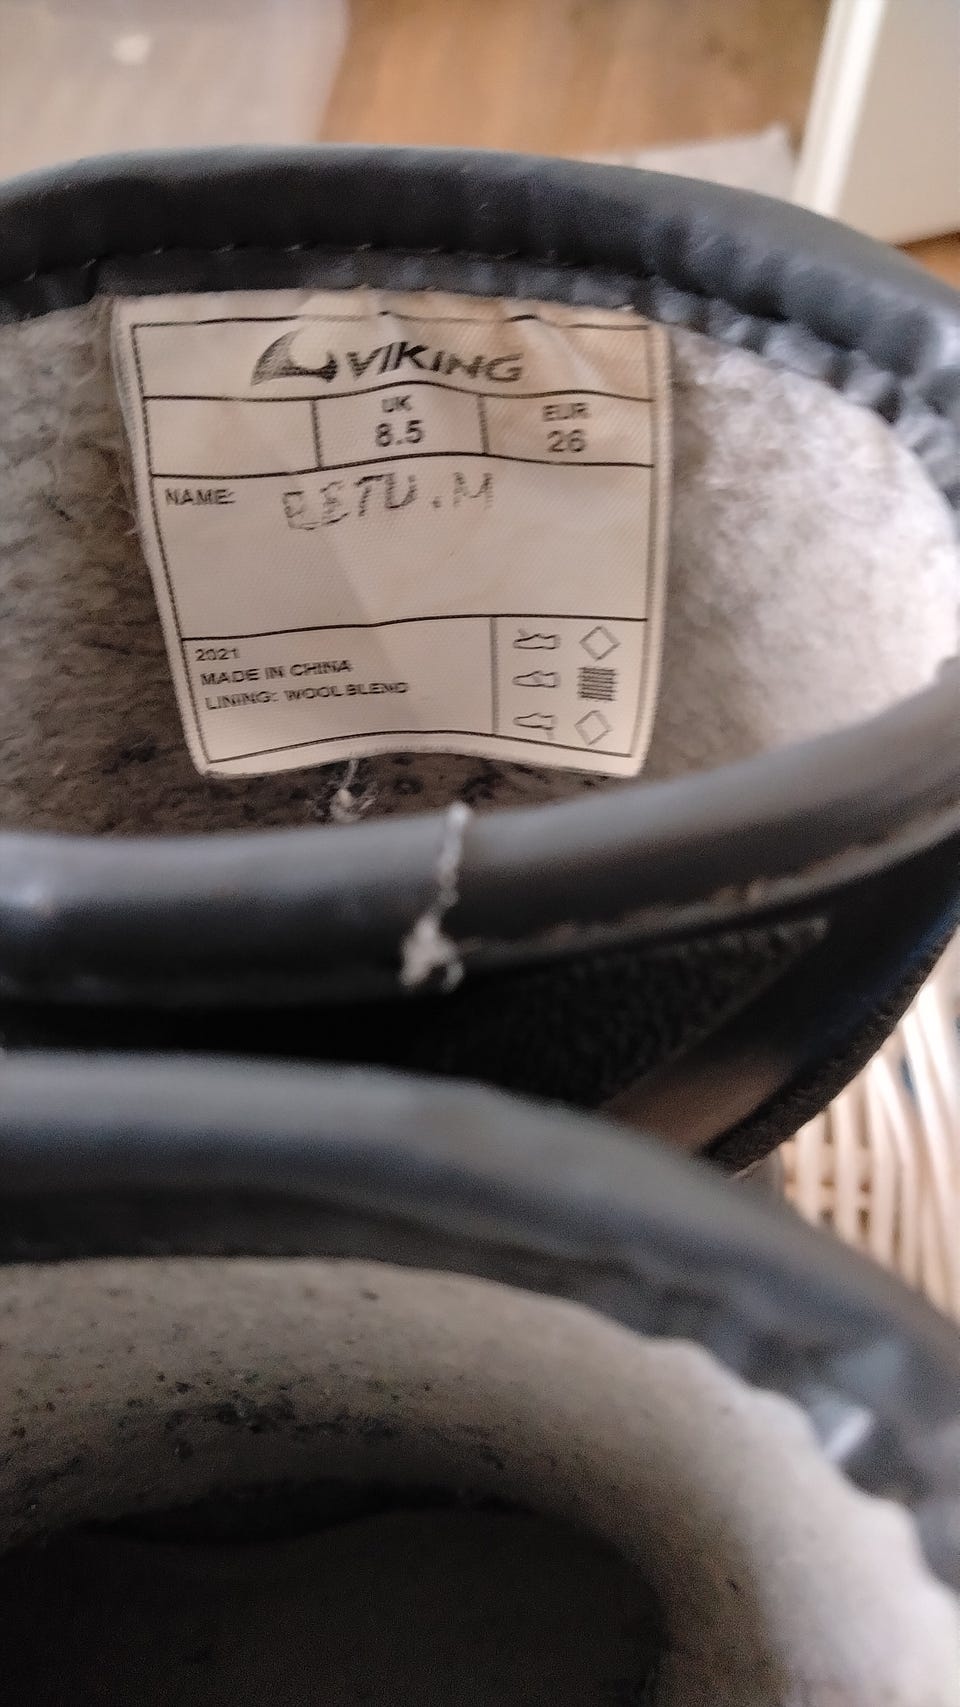 VIKING
UK EUR
8.5 26
NAME: EETU.M
2021
MADE IN CHINA
LINING: WOOL BLEND